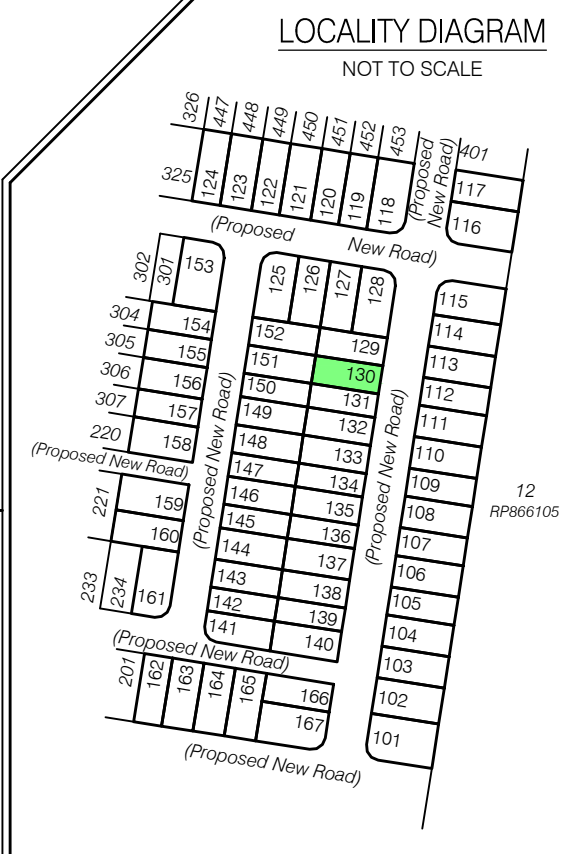 LOCALITY DIAGRAM
NOT TO SCALE
326 447 448 449 450 451 452 453
(Proposed New Road)
401
325 124 123 122 121 120 119 118
117
116
(Proposed New Road)
302 301 153
125 126 127 128
115
304 154
152 129
114
305 155
151 130
113
306 156
150 131
112
307 157
149 132
111
220 158
148 133
110
(Proposed New Road)
(Proposed New Road)
(Proposed New Road)
147 134
109
221 159
146 135
108
12
RP866105
160
145 136
107
144 137
106
233 234 161
143 138
105
142 139
104
141 140
103
(Proposed New Road)
201 162 163 164 165 166
102
167
101
(Proposed New Road)